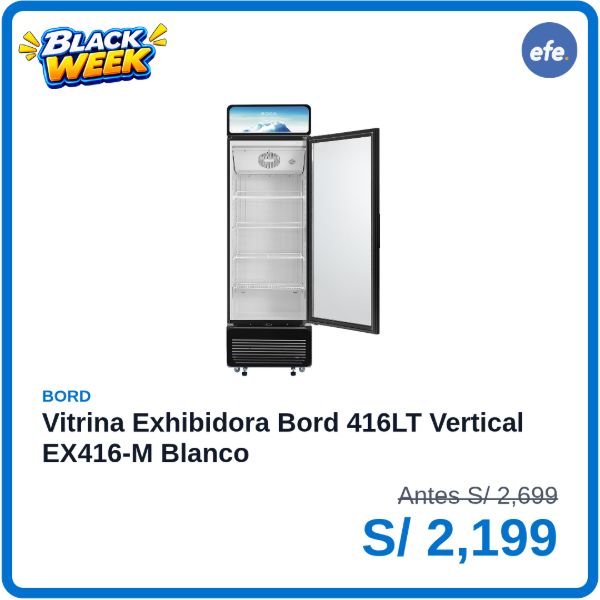 BLACK
WEEK
efe.
BORD
Vitrina Exhibidora Bord 416LT Vertical
EX416-M Blanco
Antes S/ 2,699
S/ 2,199